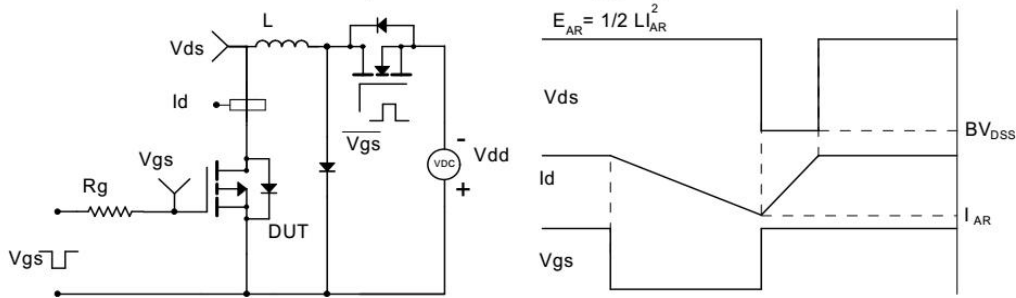 L
Vds
Id
Vgs
Vgs
Rg
DUT
Vgs
VDC
-
+
Vdd
E_AR = 1/2 LI_AR^2
Vds
BV_DSS
Id
I_AR
Vgs